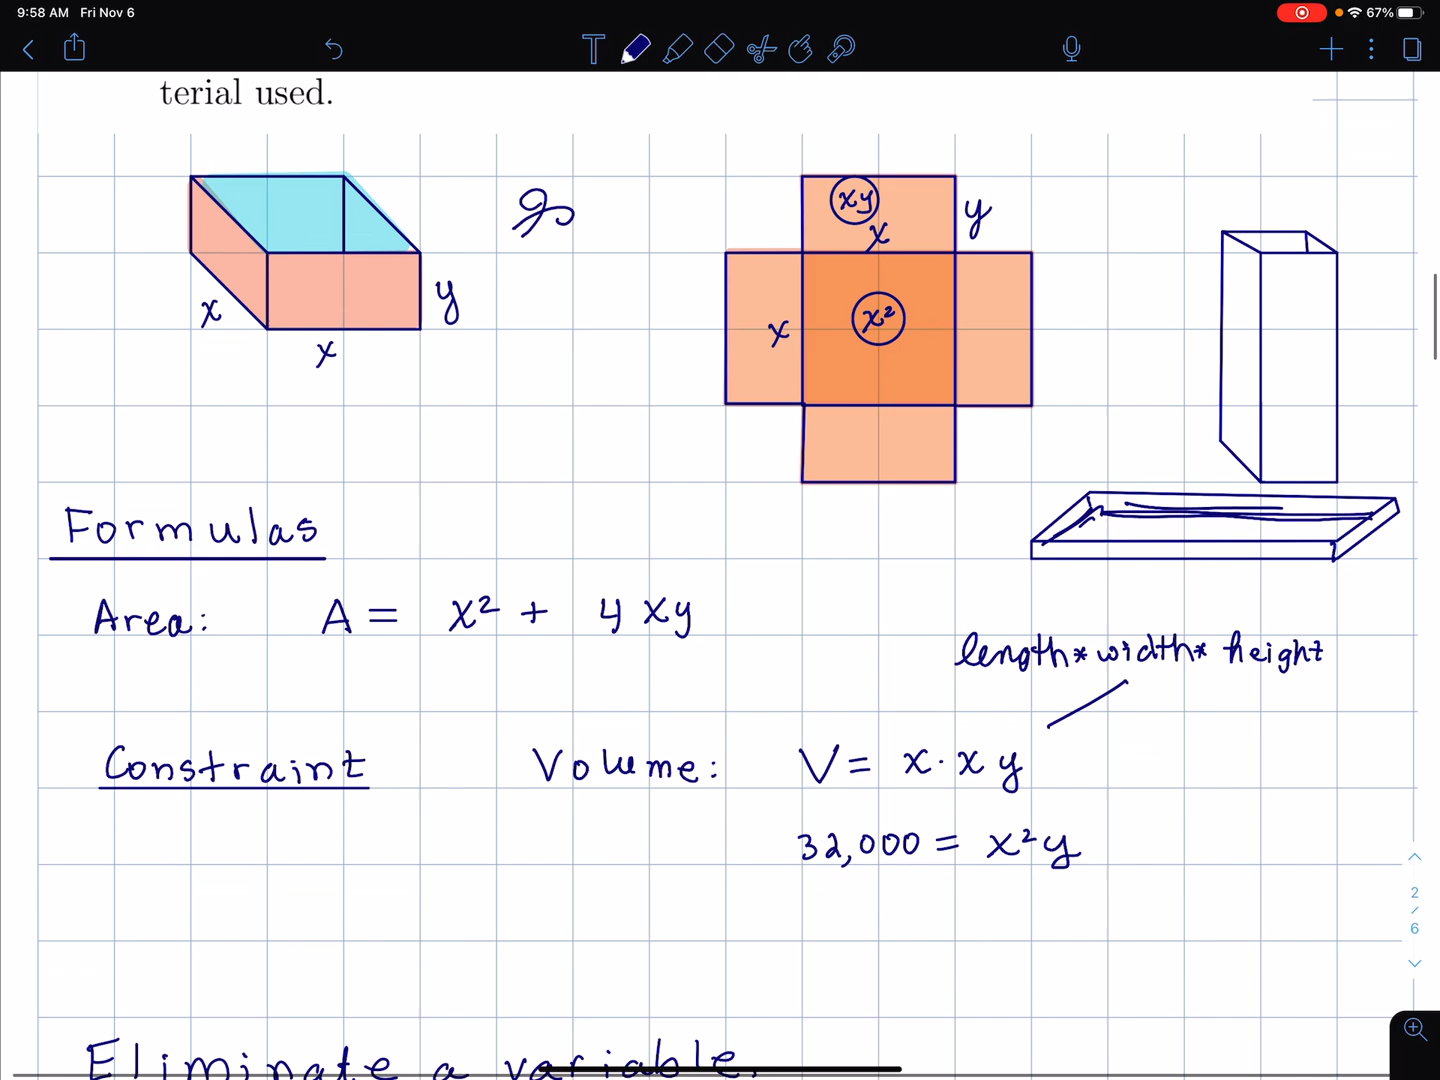 9:58 AM Fri Nov 6
67%
terial used.
x
x
y
xy
x
y
x
x²
Formulas
Area: A = x² + 4xy
length * width * height
Constraint Volume: V = x · x y
32,000 = x²y
2
/
6
Eliminate a variable.